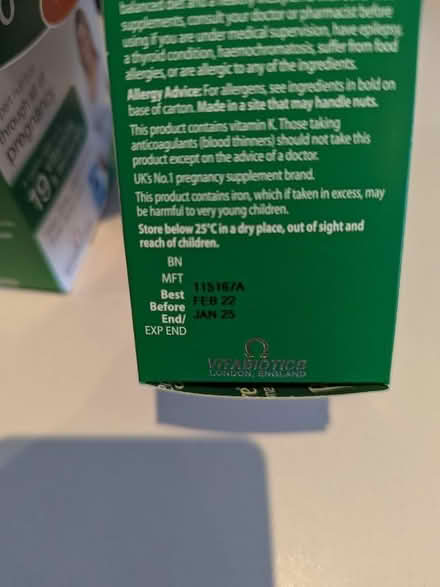 balanced diet and
supplements, consult your doctor or pharmacist before
using if you are under medical supervision, have epilepsy,
a thyroid condition, haemochromatosis, suffer from food
allergies, or are allergic to any of the ingredients.
Allergy Advice: For allergens, see ingredients in bold on
base of carton. Made in a site that may handle nuts.
This product contains vitamin K. Those taking
anticoagulants (blood thinners) should not take this
product except on the advice of a doctor.
UK's No.1 pregnancy supplement brand.
This product contains iron, which if taken in excess, may
be harmful to very young children.
Store below 25°C in a dry place, out of sight and
reach of children.
BN
MFT 115167A
Best FEB 22
Before JAN 25
End/
EXP END
VITABIOTICS
LONDON, ENGLAND
through
pregnancy
19